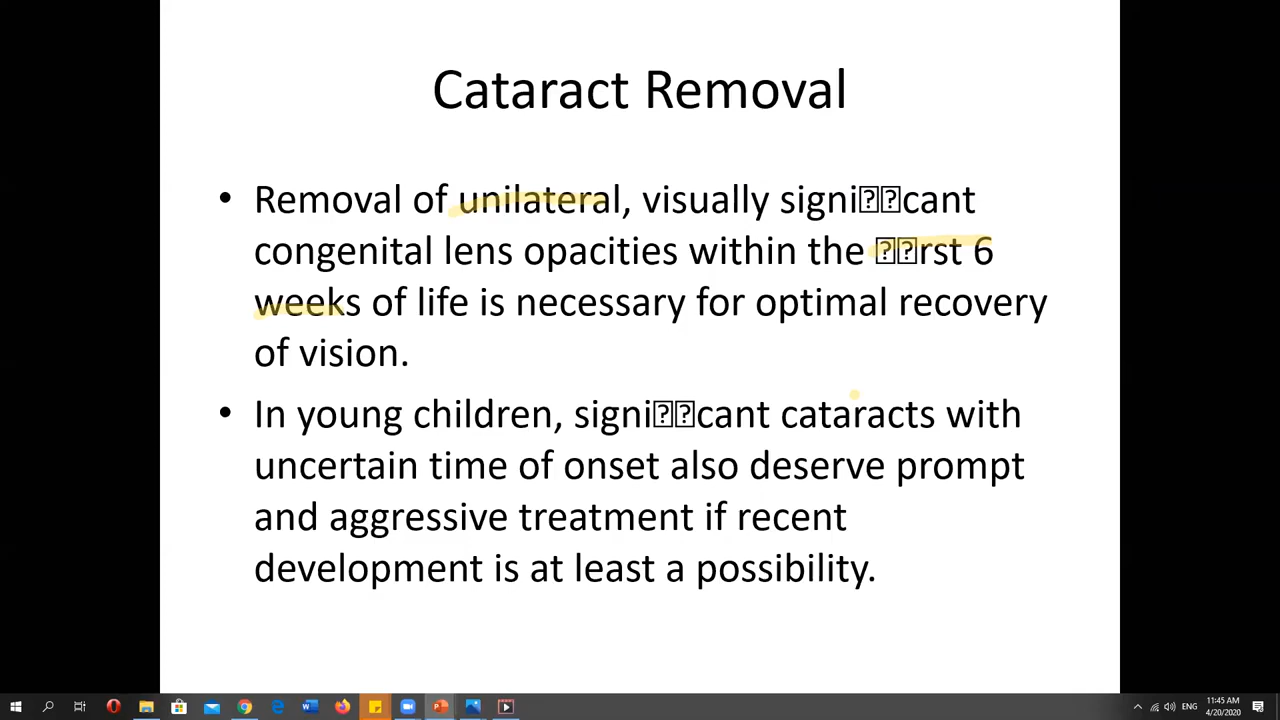 Cataract Removal
• Removal of unilateral, visually signi⍰⍰cant
congenital lens opacities within the ⍰⍰rst 6
weeks of life is necessary for optimal recovery
of vision.
• In young children, signi⍰⍰cant cataracts with
uncertain time of onset also deserve prompt
and aggressive treatment if recent
development is at least a possibility.
ENG
11:45 AM
4/20/2020